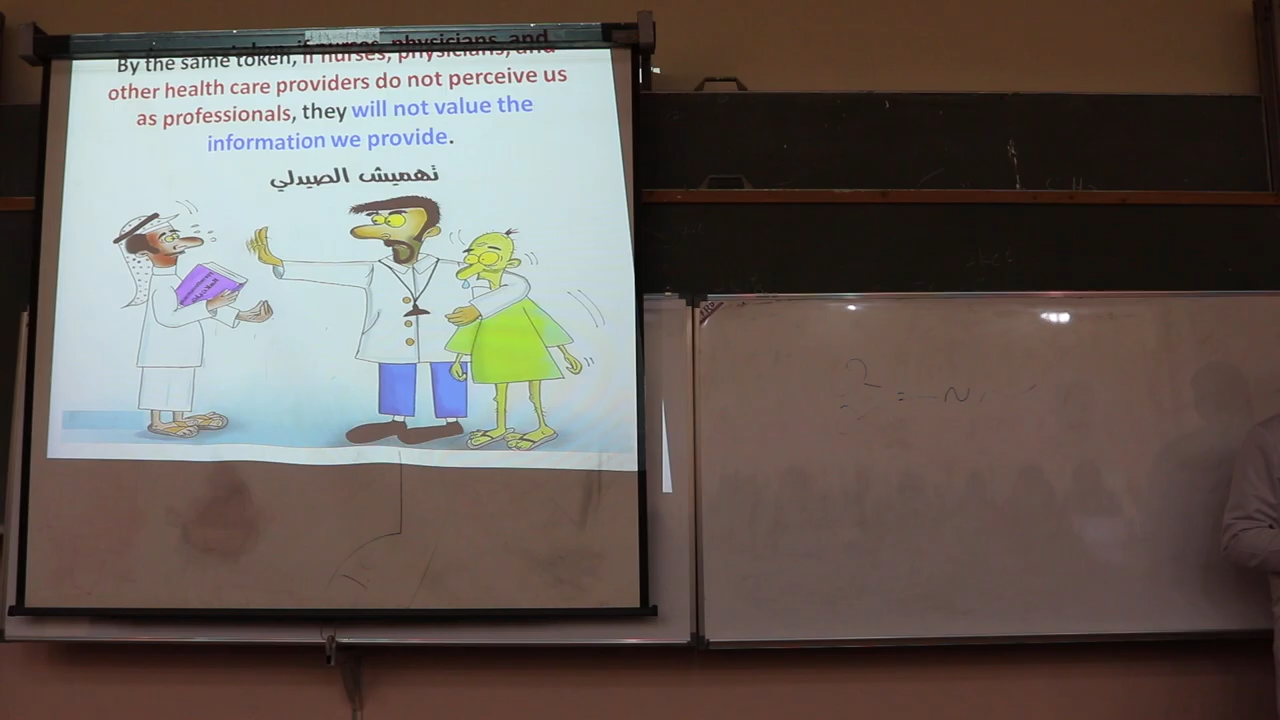 By the same token, if nurses, physicians, and
other health care providers do not perceive us
as professionals, they will not value the
information we provide.
تهميش الصيدلي